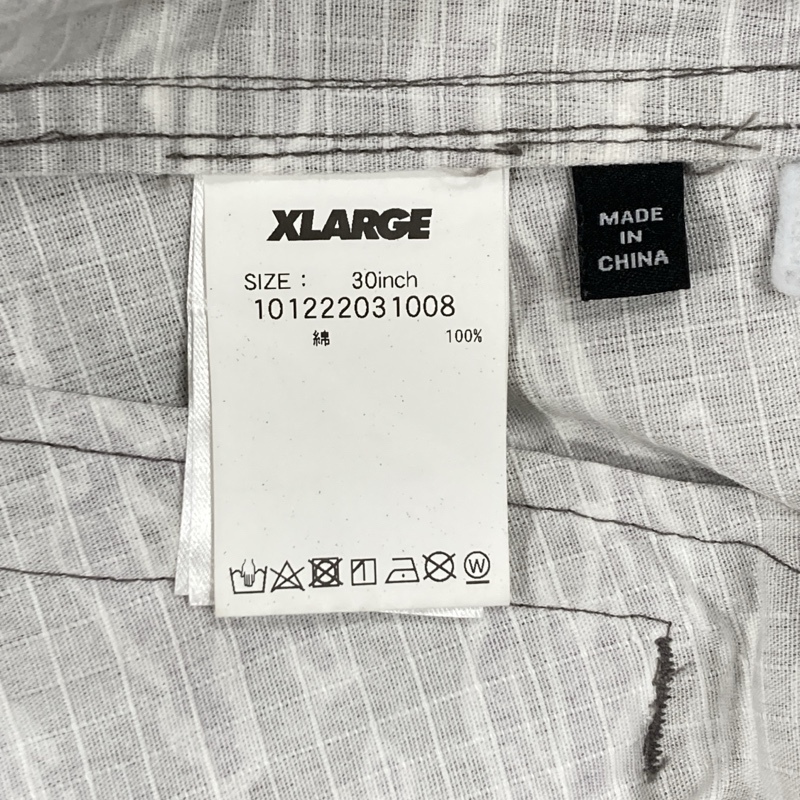 XLARGE
SIZE : 30inch
101222031008
綿 100%
W
MADE
IN
CHINA